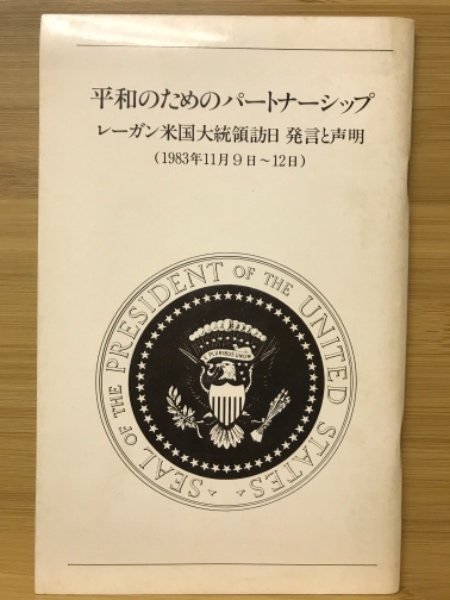 平和のためのパートナーシップ
レーガン米国大統領訪日 発言と声明
(1983年11月9日～12日)
SEAL OF THE PRESIDENT OF THE UNITED STATES
E PLURIBUS UNUM